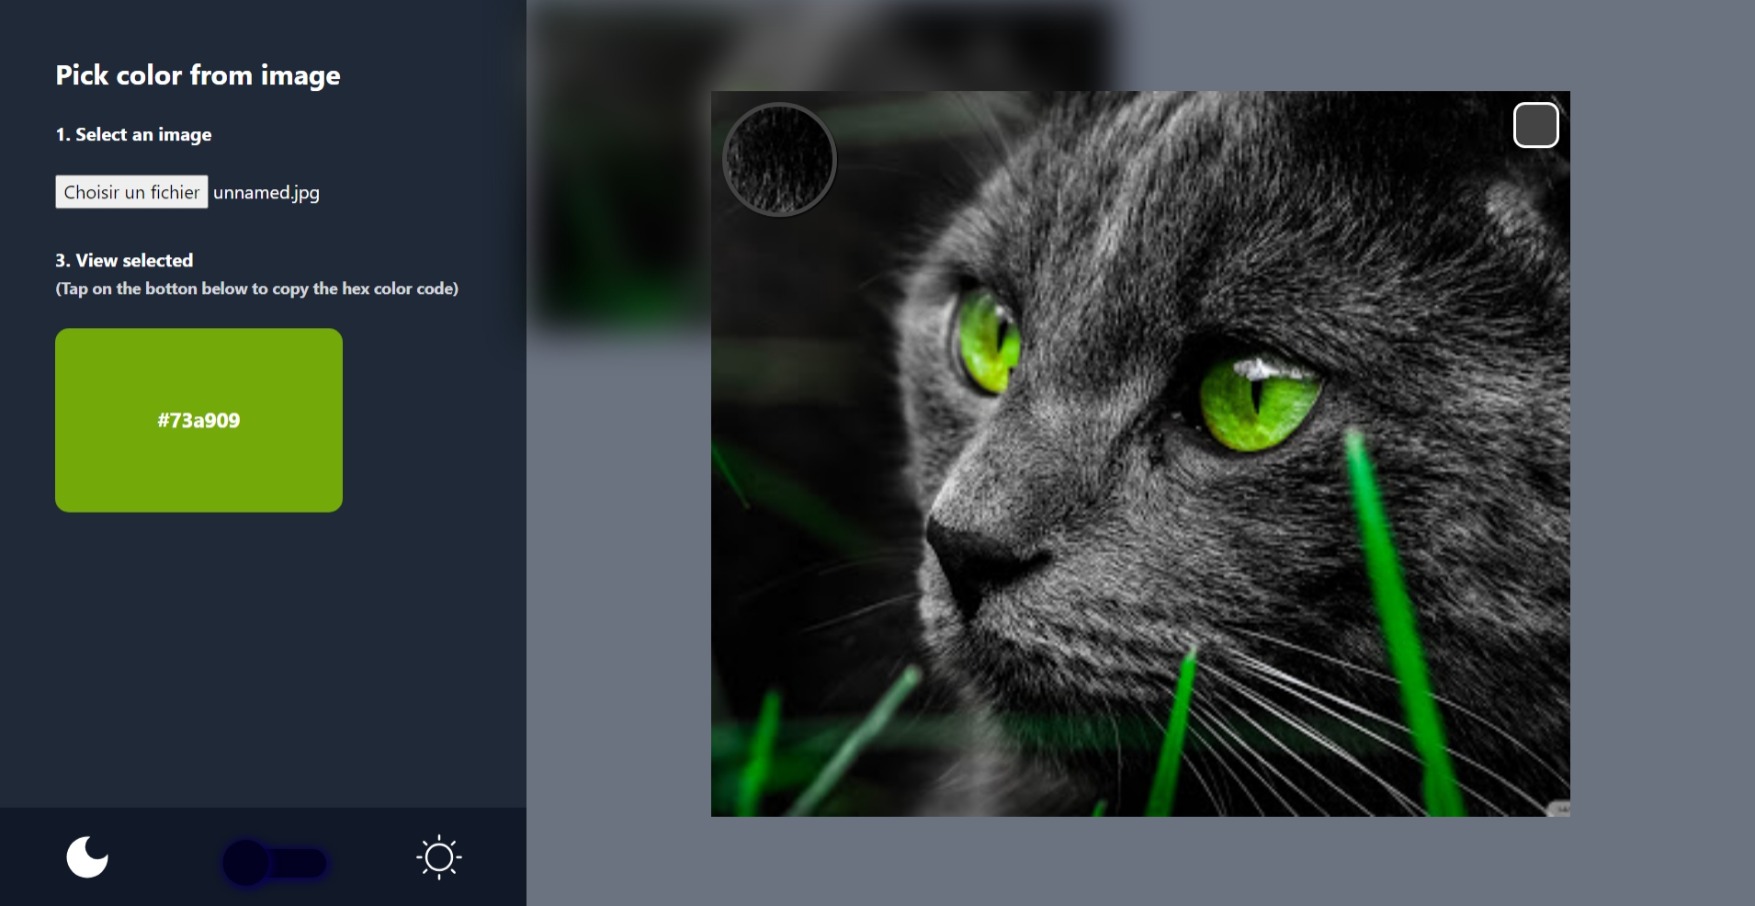 Pick color from image
1. Select an image
Choisir un fichier unnamed.jpg
3. View selected
(Tap on the botton below to copy the hex color code)
#73a909